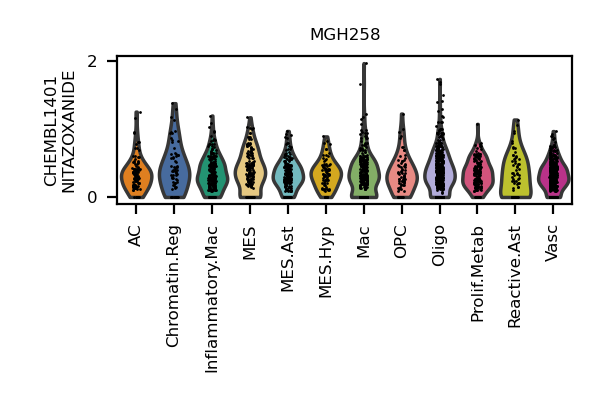 MGH258
CHEMBL1401
NITAZOXANIDE
2
0
AC
Chromatin.Reg
Inflammatory.Mac
MES
MES.Ast
MES.Hyp
Mac
OPC
Oligo
Prolif.Metab
Reactive.Ast
Vasc